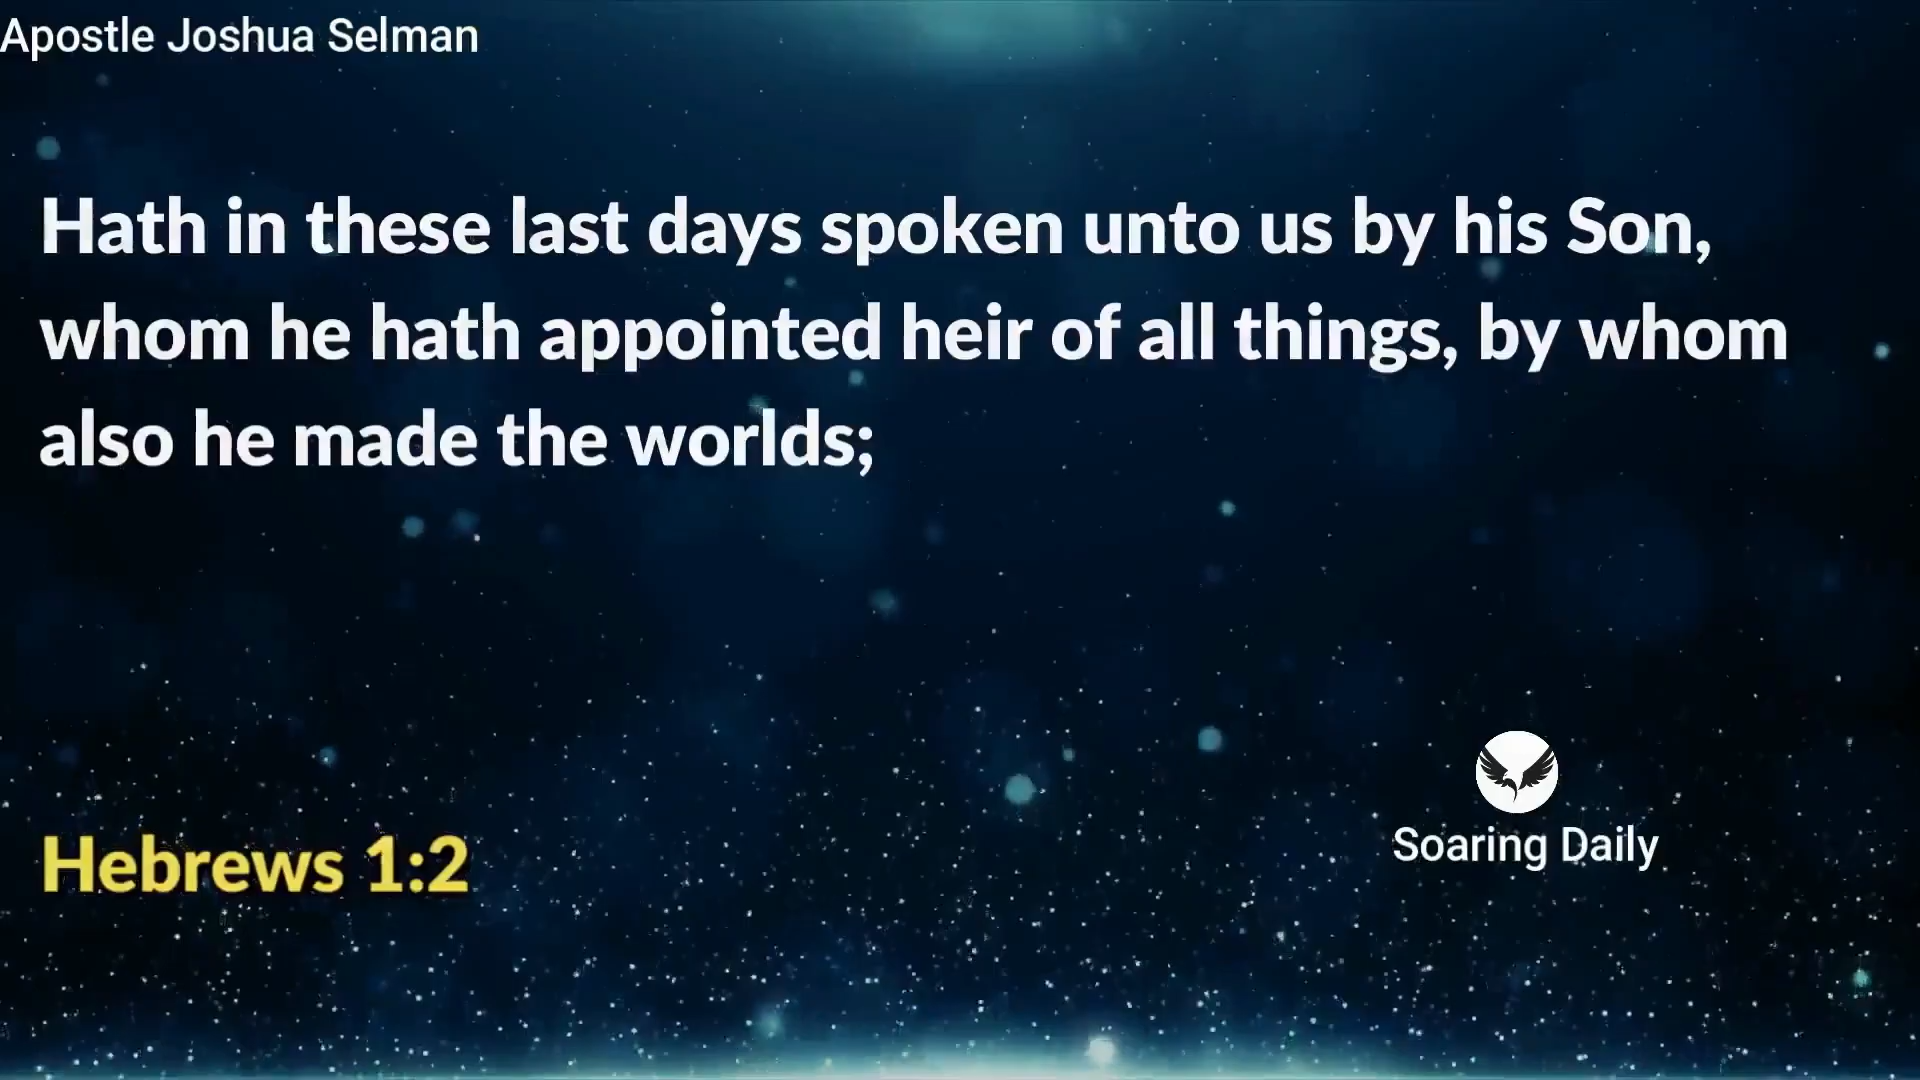 Apostle Joshua Selman
Hath in these last days spoken unto us by his Son,
whom he hath appointed heir of all things, by whom
also he made the worlds;
Hebrews 1:2
Soaring Daily